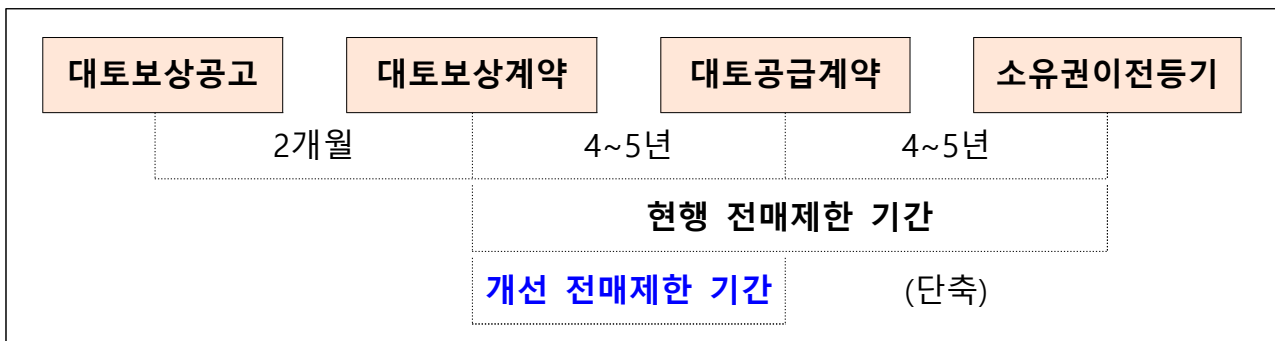 대토보상공고 대토보상계약 대토공급계약 소유권이전등기
2개월 4~5년 4~5년
현행 전매제한 기간
개선 전매제한 기간 (단축)